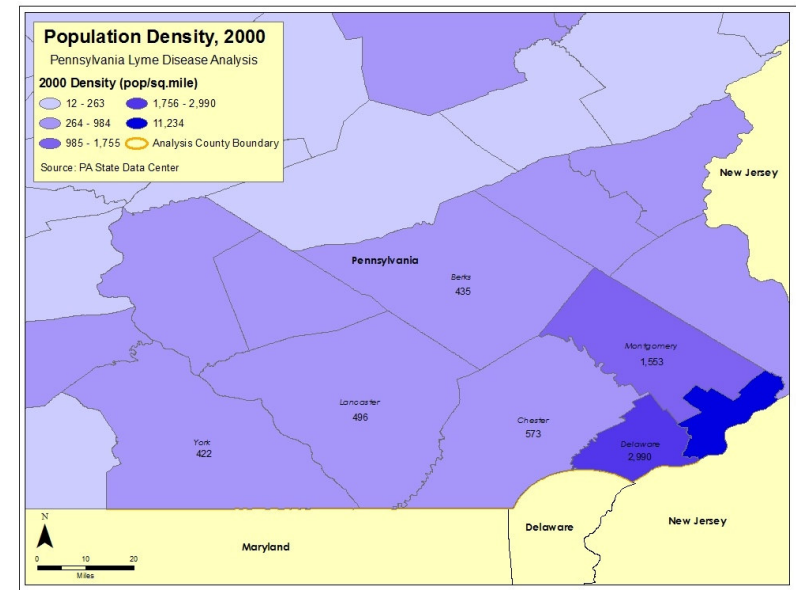 Population Density, 2000
Pennsylvania Lyme Disease Analysis
2000 Density (pop/sq.mile)
12 - 263
1,756 - 2,990
264 - 984
11,234
985 - 1,755
Analysis County Boundary
Source: PA State Data Center
New Jersey
Pennsylvania
Berks
435
Montgomery
1,553
Lancaster
496
Chester
573
York
422
Delaware
2,990
N
0 10 20
Miles
Maryland
Delaware
New Jersey